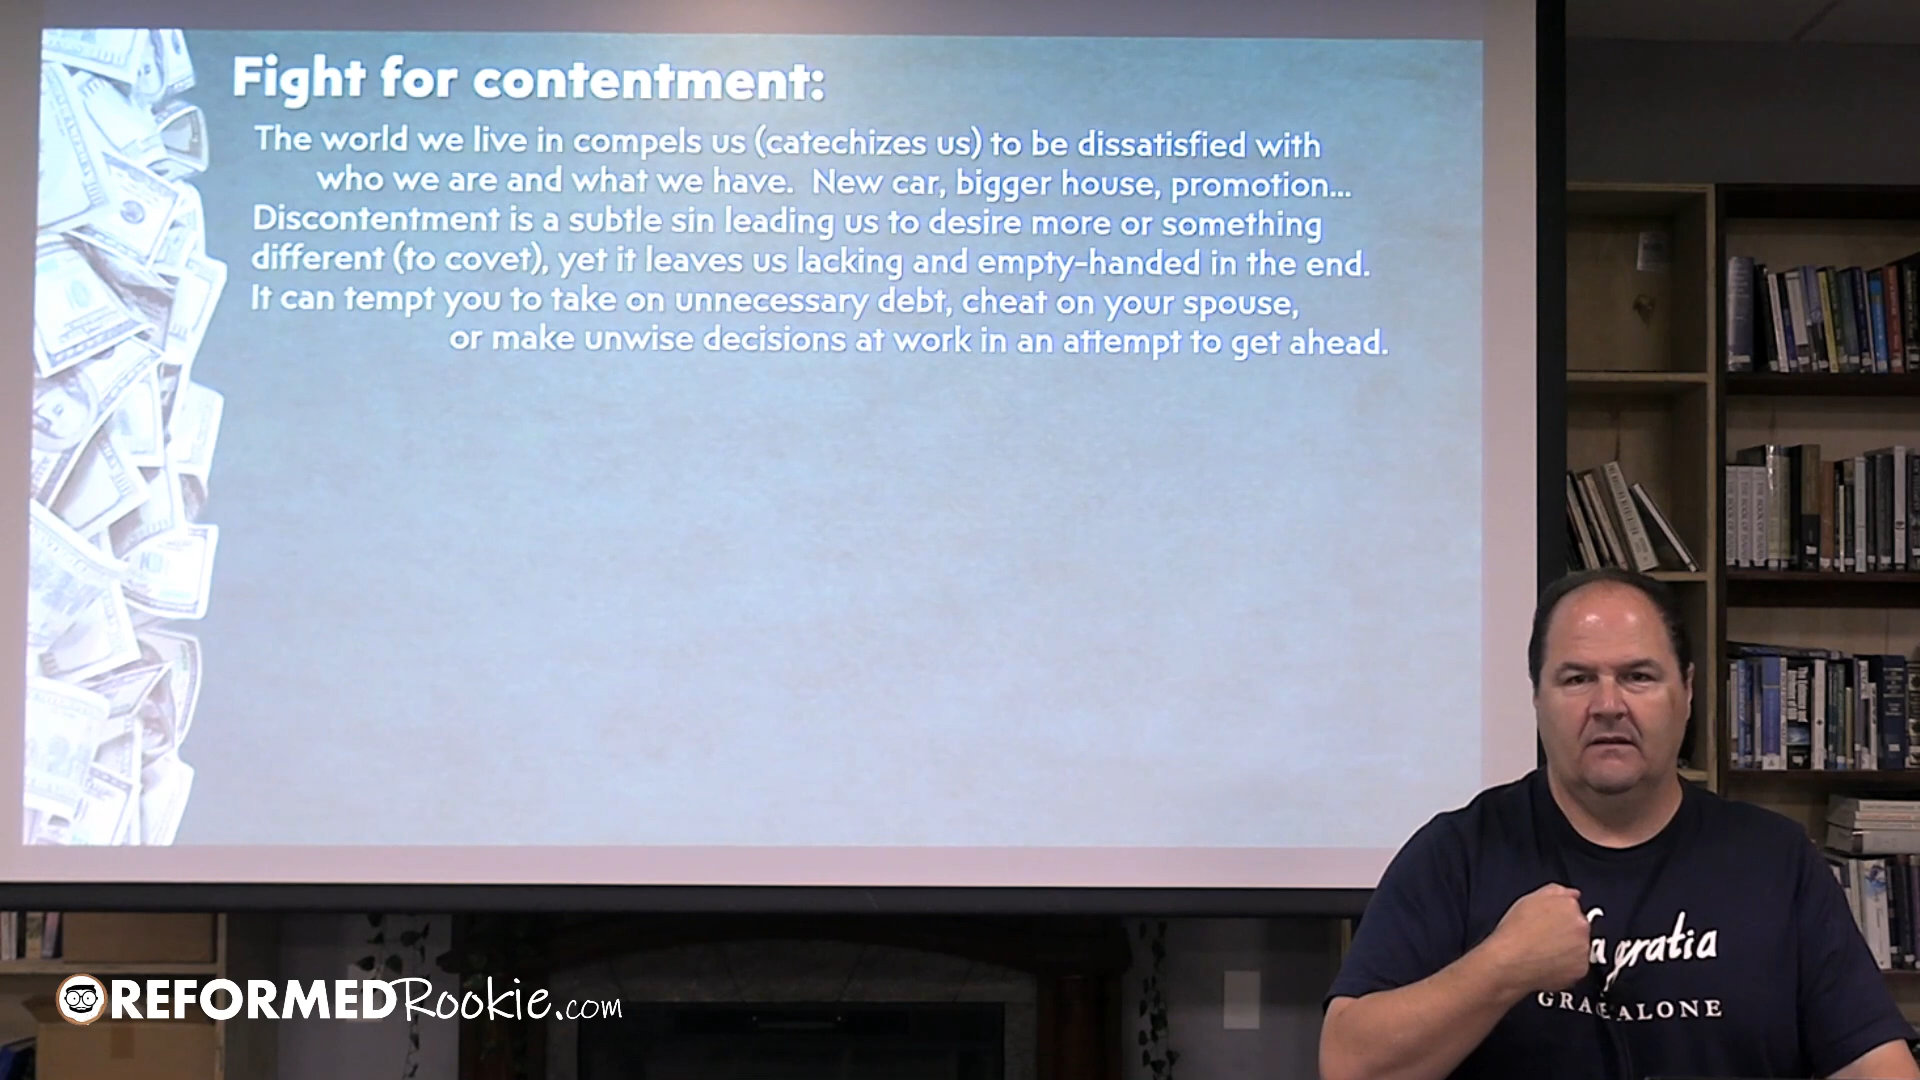 Fight for contentment:
The world we live in compels us (catechizes us) to be dissatisfied with
who we are and what we have. New car, bigger house, promotion...
Discontentment is a subtle sin leading us to desire more or something
different (to covet), yet it leaves us lacking and empty-handed in the end.
It can tempt you to take on unnecessary debt, cheat on your spouse,
or make unwise decisions at work in an attempt to get ahead.
gratia
ALONE
REFORMEDRookie.com